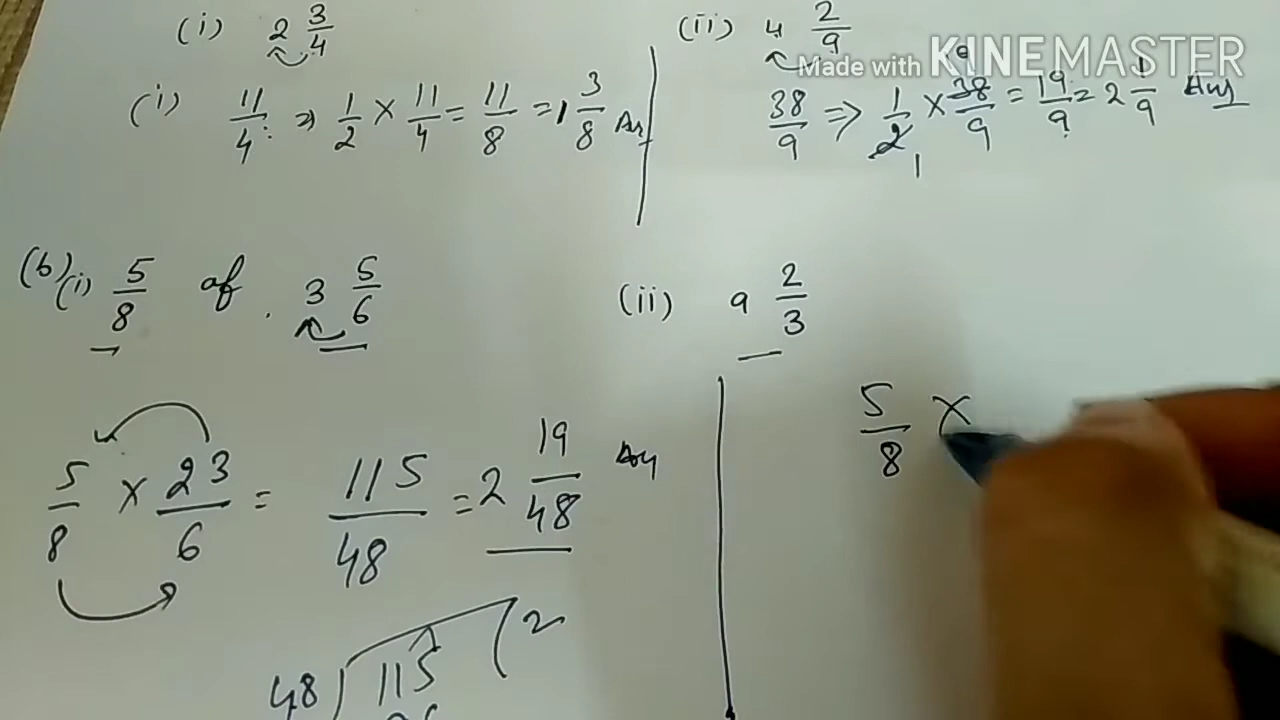 (i) 2 3/4
(ii) 4 2/9
Made with KINEMASTER
(i) 11/4 ⇒ 1/2 × 11/4 = 11/8 = 1 3/8 Ans
38/9 ⇒ 1/2 × 38/9 = 19/9 = 2 1/9 Ans
19
1
(b) (i) 5/8 of 3 5/6
(ii) 9 2/3
5/8 × 23/6 = 115/48 = 2 19/48 Ans
5/8 ×
48 ) 115 ( 2